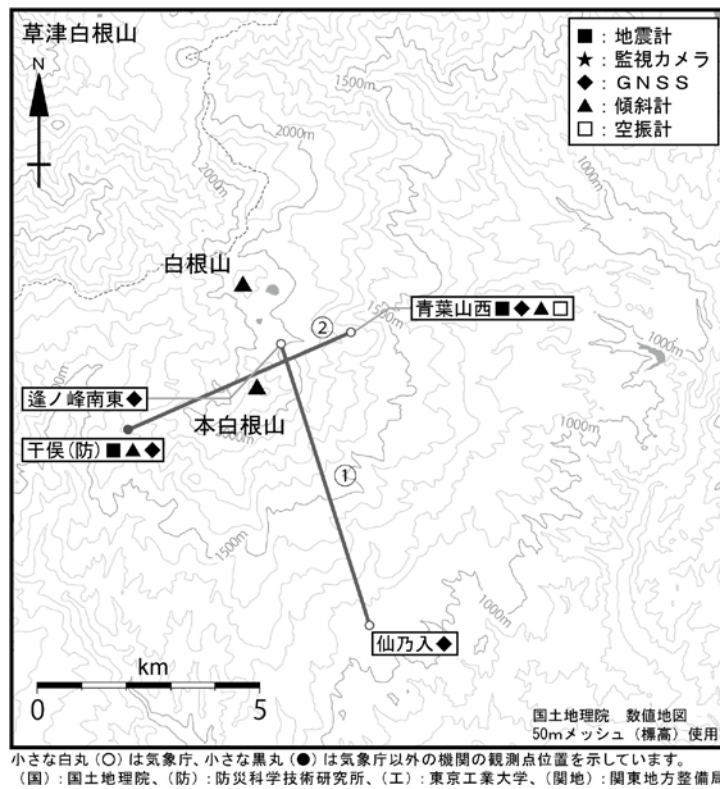 草津白根山
N
■：地震計
★：監視カメラ
◆：ＧＮＳＳ
▲：傾斜計
□：空振計
1500m
2000m
2000m
1000m
白根山▲
青葉山西■◆▲□
1500m
②
1000m
逢ノ峰南東◆
本白根山
干俣(防)■▲◆
2000m
1000m
①
1500m
1000m
仙乃入◆
km
0 5
国土地理院 数値地図
50mメッシュ（標高）使用
小さな白丸（○）は気象庁、小さな黒丸（●）は気象庁以外の機関の観測点位置を示しています。
（国）：国土地理院、（防）：防災科学技術研究所、（工）：東京工業大学、（関地）：関東地方整備局